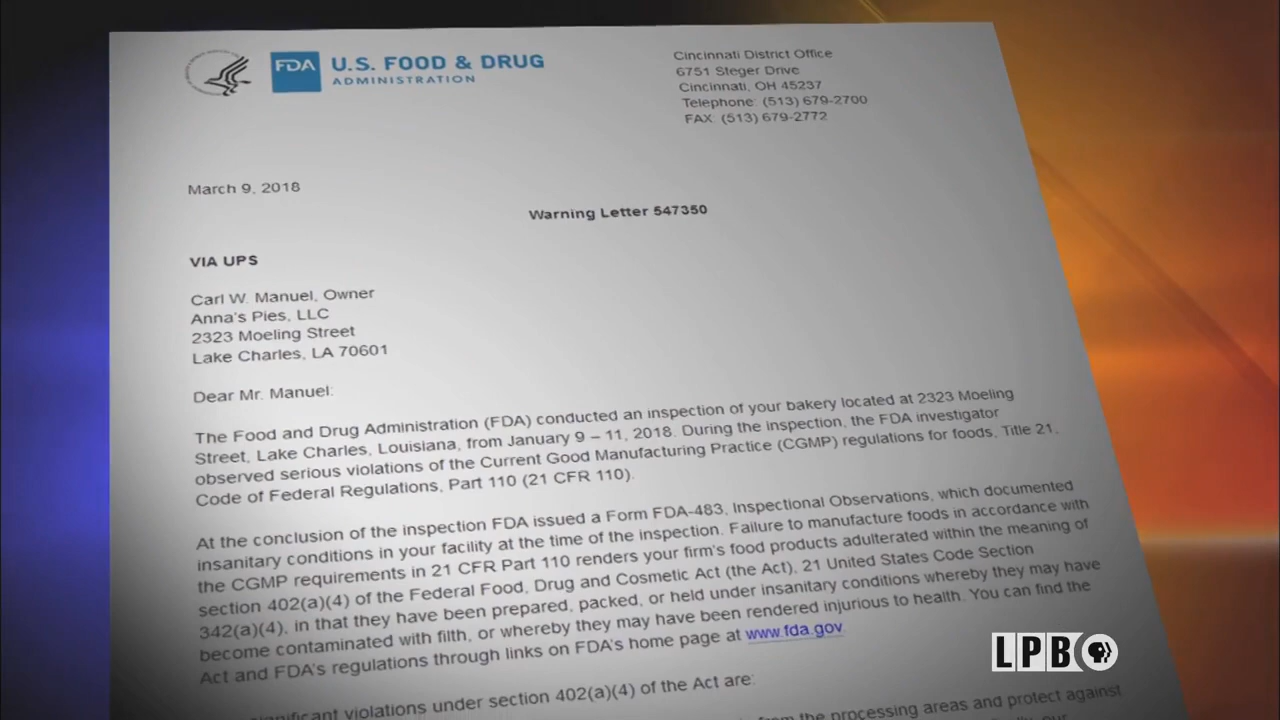 FDA U.S. FOOD & DRUG
ADMINISTRATION
Cincinnati District Office
6751 Steger Drive
Cincinnati, OH 45237
Telephone: (513) 679-2700
FAX: (513) 679-2772
March 9, 2018
Warning Letter 547350
VIA UPS
Carl W. Manuel, Owner
Anna's Pies, LLC
2323 Moeling Street
Lake Charles, LA 70601
Dear Mr. Manuel:
The Food and Drug Administration (FDA) conducted an inspection of your bakery located at 2323 Moeling
Street, Lake Charles, Louisiana, from January 9 – 11, 2018. During the inspection, the FDA investigator
observed serious violations of the Current Good Manufacturing Practice (CGMP) regulations for foods, Title 21,
Code of Federal Regulations, Part 110 (21 CFR 110).
At the conclusion of the inspection FDA issued a Form FDA-483, Inspectional Observations, which documented
insanitary conditions in your facility at the time of the inspection. Failure to manufacture foods in accordance with
the CGMP requirements in 21 CFR Part 110 renders your firm's food products adulterated within the meaning of
section 402(a)(4) of the Federal Food, Drug and Cosmetic Act (the Act), 21 United States Code Section
342(a)(4), in that they have been prepared, packed, or held under insanitary conditions whereby they may have
become contaminated with filth, or whereby they may have been rendered injurious to health. You can find the
Act and FDA's regulations through links on FDA's home page at www.fda.gov.
significant violations under section 402(a)(4) of the Act are:
from the processing areas and protect against
LPB